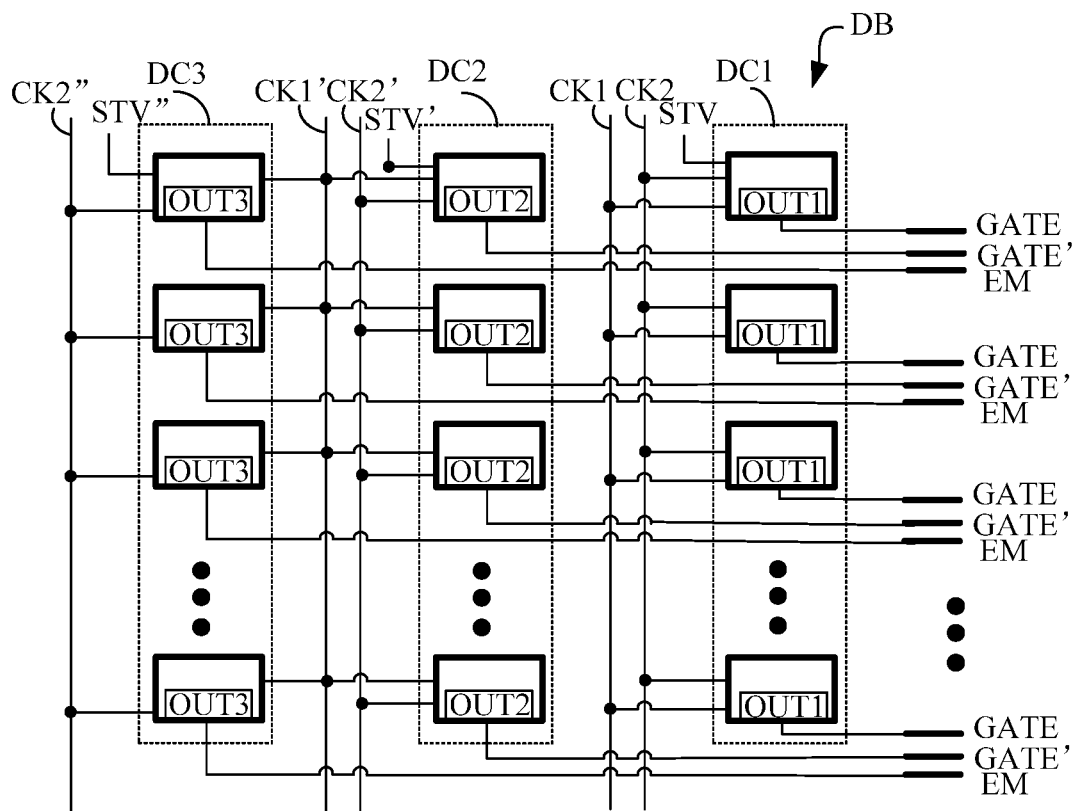 DB
DC3
DC2
DC1
CK2”
CK1’
CK2’
CK1
CK2
STV”
STV’
STV
OUT3
OUT2
OUT1
GATE
GATE’
EM
OUT3
OUT2
OUT1
GATE
GATE’
EM
OUT3
OUT2
OUT1
GATE
GATE’
EM
OUT3
OUT2
OUT1
GATE
GATE’
EM